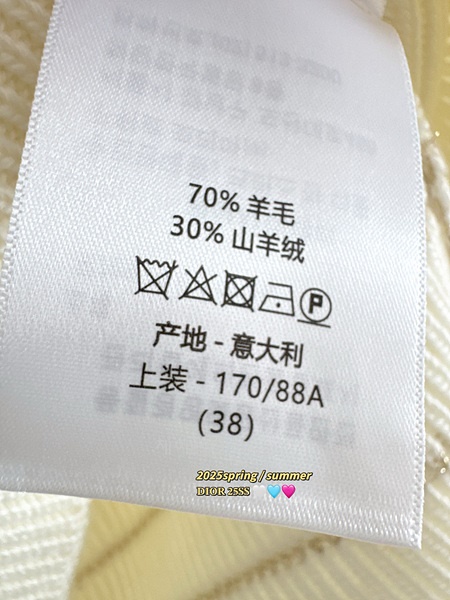 70% 羊毛
30% 山羊绒
P
产地 - 意大利
上装 - 170/88A
(38)
2025spring / summer
DIOR 25SS 🤍🩵🩷